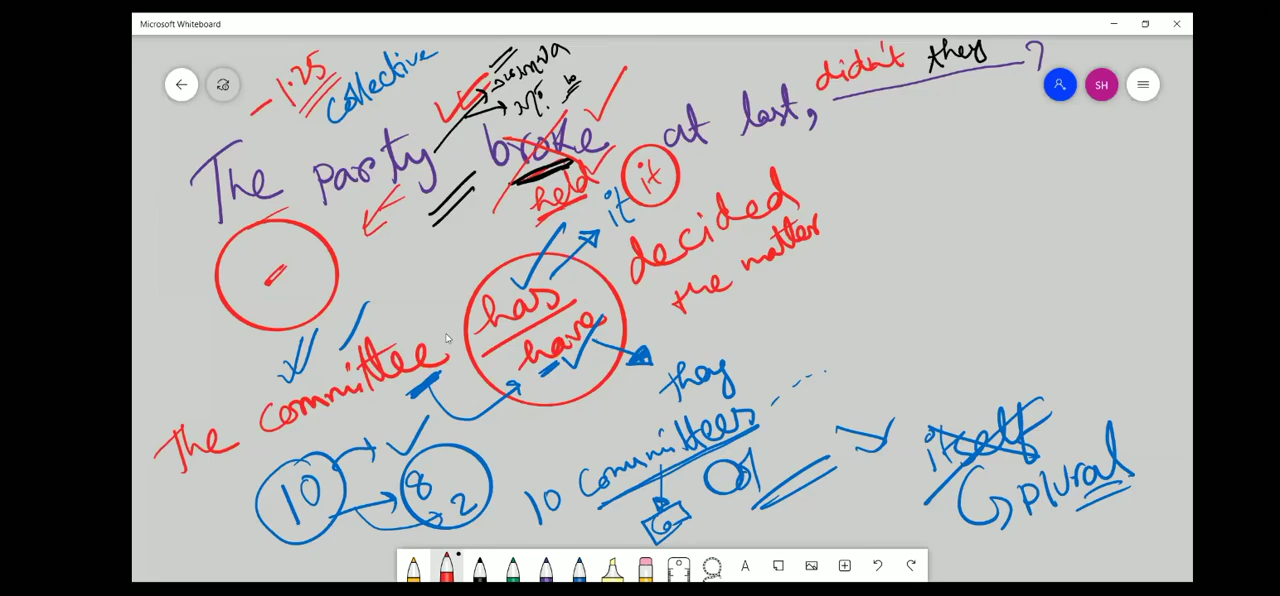 Microsoft Whiteboard
- 1.25
collective
didn't they
SH
The party broke at last, ?
held it it
decided
the matter
has
have
The committee
they
10 8 2
10 committees
itself
plural
A